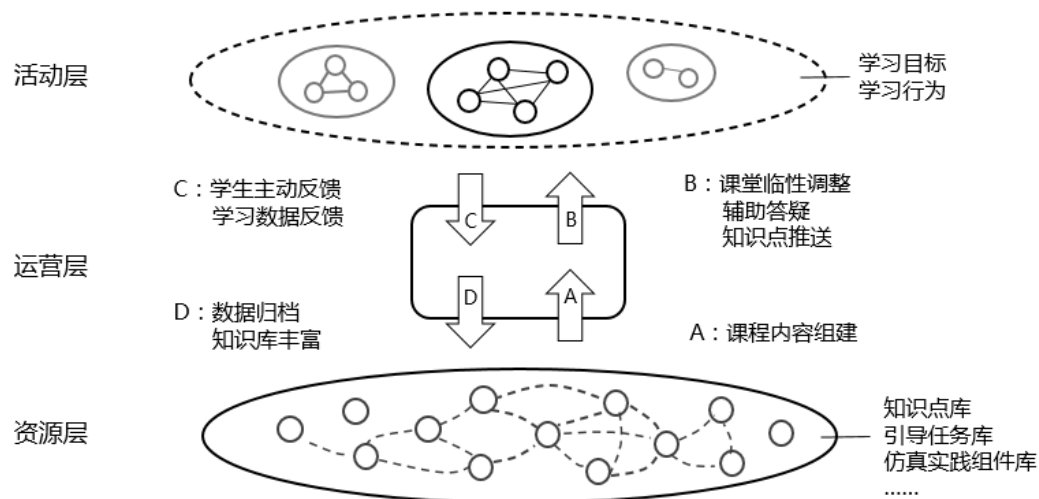 活动层
学习目标
学习行为
C：学生主动反馈
学习数据反馈
B：课堂临性调整
辅助答疑
知识点推送
C
B
运营层
D
A
D：数据归档
知识库丰富
A：课程内容组建
资源层
知识点库
引导任务库
仿真实践组件库
......